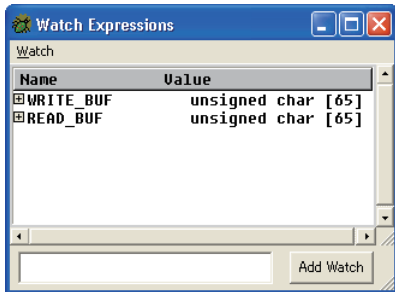 Watch Expressions
Watch
Name Value
WRITE_BUF unsigned char [65]
READ_BUF unsigned char [65]
Add Watch